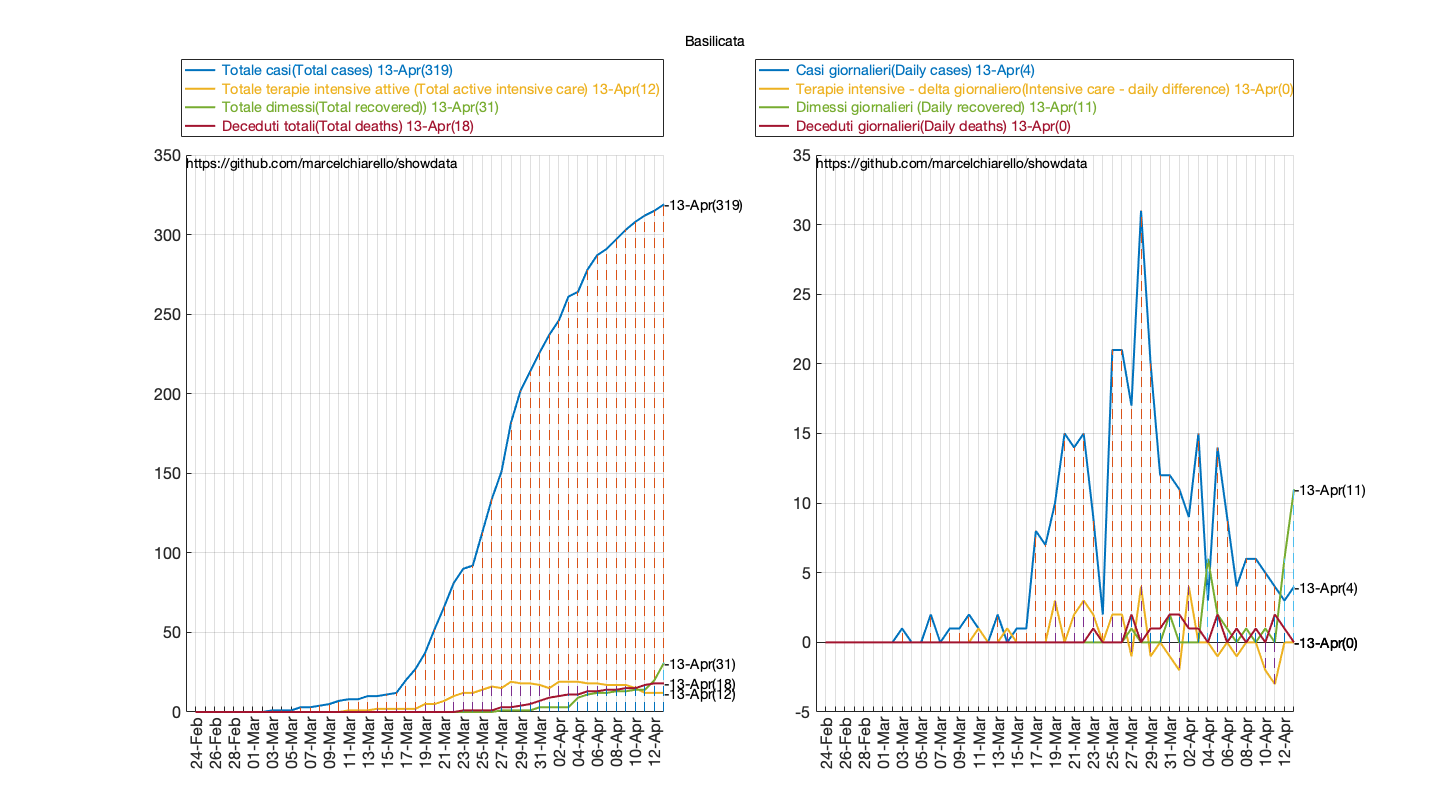 Basilicata
Totale casi(Total cases) 13-Apr(319)
Totale terapie intensive attive (Total active intensive care) 13-Apr(12)
Totale dimessi(Total recovered)) 13-Apr(31)
Deceduti totali(Total deaths) 13-Apr(18)
https://github.com/marcelchiarello/showdata
350
300
250
200
150
100
50
0
13-Apr(319)
13-Apr(31)
13-Apr(18)
13-Apr(12)
24-Feb
26-Feb
28-Feb
01-Mar
03-Mar
05-Mar
07-Mar
09-Mar
11-Mar
13-Mar
15-Mar
17-Mar
19-Mar
21-Mar
23-Mar
25-Mar
27-Mar
29-Mar
31-Mar
02-Apr
04-Apr
06-Apr
08-Apr
10-Apr
12-Apr
Casi giornalieri(Daily cases) 13-Apr(4)
Terapie intensive - delta giornaliero(Intensive care - daily difference) 13-Apr(0)
Dimessi giornalieri (Daily recovered) 13-Apr(11)
Deceduti giornalieri(Daily deaths) 13-Apr(0)
https://github.com/marcelchiarello/showdata
35
30
25
20
15
10
5
0
-5
13-Apr(11)
13-Apr(4)
13-Apr(0)
24-Feb
26-Feb
28-Feb
01-Mar
03-Mar
05-Mar
07-Mar
09-Mar
11-Mar
13-Mar
15-Mar
17-Mar
19-Mar
21-Mar
23-Mar
25-Mar
27-Mar
29-Mar
31-Mar
02-Apr
04-Apr
06-Apr
08-Apr
10-Apr
12-Apr